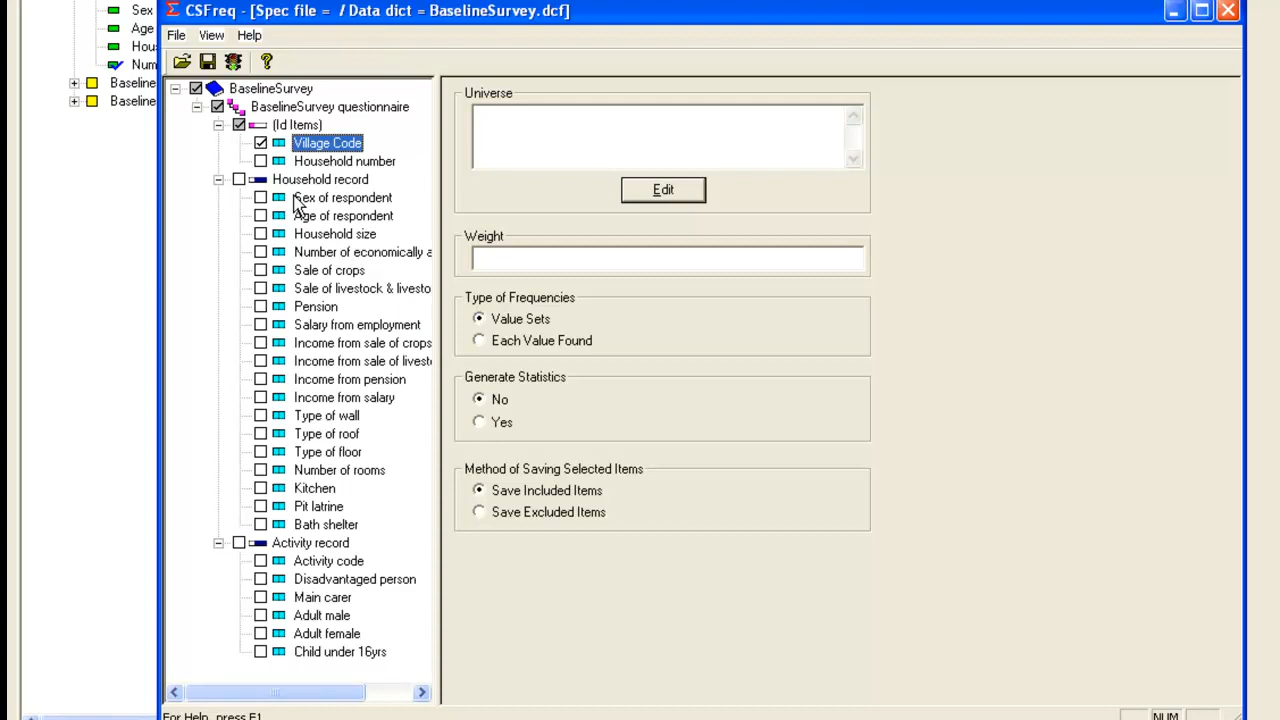 Sex
Age
Hous
Num
Baseline
Baseline
CSFreq - [Spec file = / Data dict = BaselineSurvey.dcf]
File View Help
BaselineSurvey
BaselineSurvey questionnaire
(Id Items)
Village Code
Household number
Household record
Sex of respondent
Age of respondent
Household size
Number of economically a
Sale of crops
Sale of livestock & livesto
Pension
Salary from employment
Income from sale of crops
Income from sale of livest
Income from pension
Income from salary
Type of wall
Type of roof
Type of floor
Number of rooms
Kitchen
Pit latrine
Bath shelter
Activity record
Activity code
Disadvantaged person
Main carer
Adult male
Adult female
Child under 16yrs
Universe
Edit
Weight
Type of Frequencies
Value Sets
Each Value Found
Generate Statistics
No
Yes
Method of Saving Selected Items
Save Included Items
Save Excluded Items
For Help, press F1
NUM